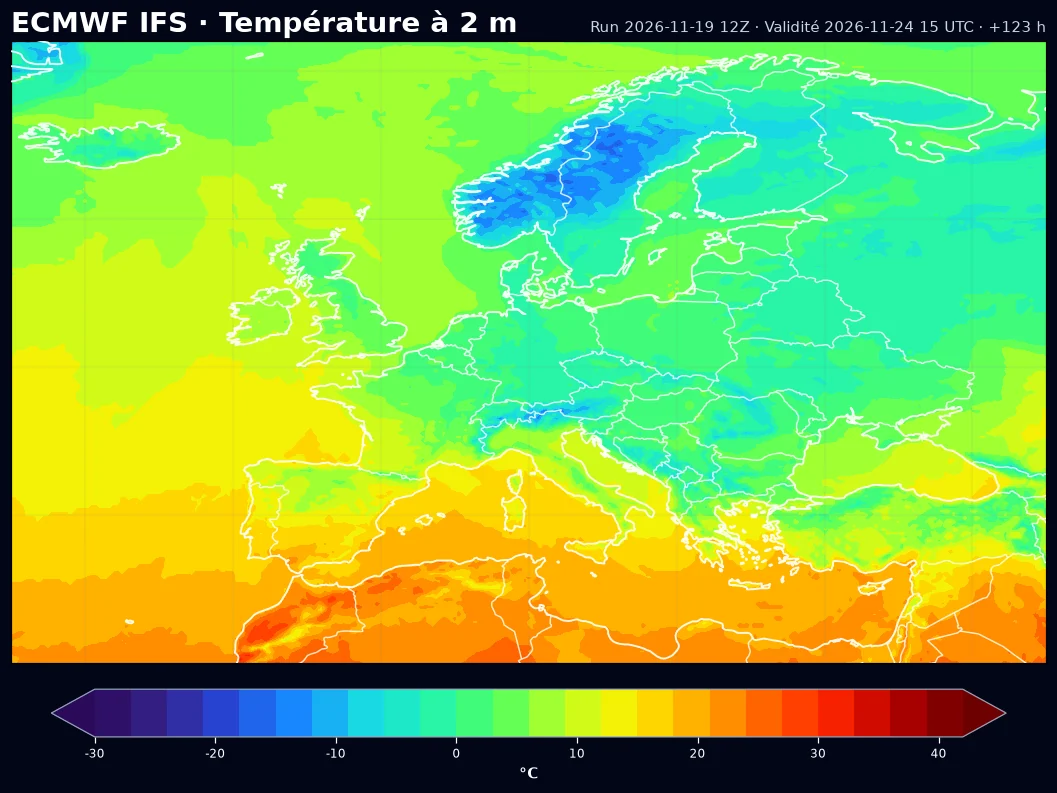 ECMWF IFS · Température à 2 m
Run 2026-11-19 12Z · Validité 2026-11-24 15 UTC · +123 h
-30 -20 -10 0 10 20 30 40
°C